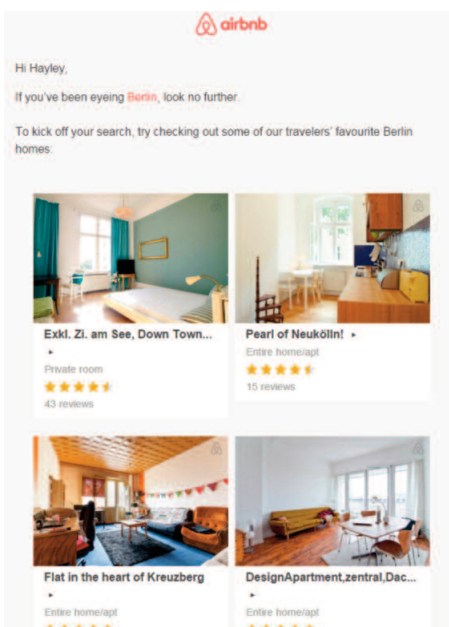 airbnb
Hi Hayley,
If you've been eyeing Berlin, look no further.
To kick off your search, try checking out some of our travelers' favourite Berlin
homes:
Exkl. Zi. am See, Down Town...
Private room
43 reviews
Pearl of Neukölln!
Entire home/apt
15 reviews
Flat in the heart of Kreuzberg
Entire home/apt
DesignApartment,zentral,Dac...
Entire home/apt